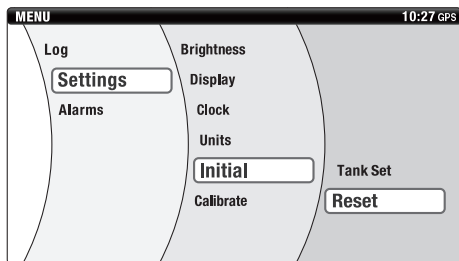 MENU 10:27 GPS
Log
Settings
Alarms
Brightness
Display
Clock
Units
Initial
Calibrate
Tank Set
Reset